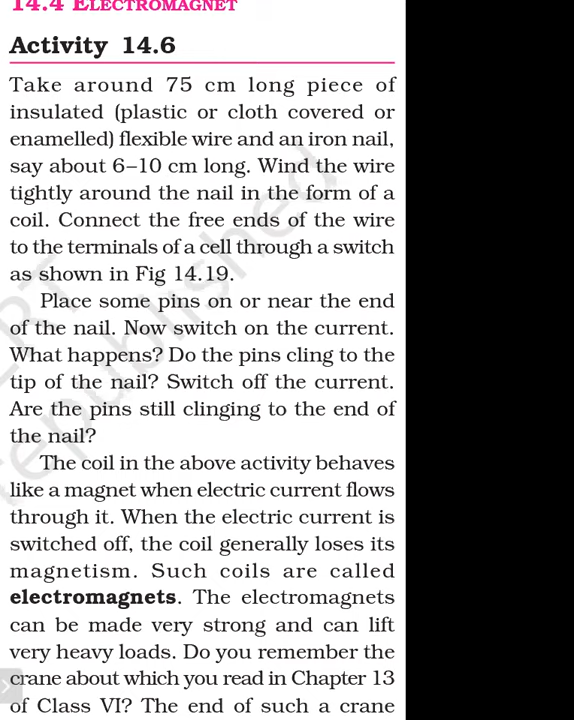 14.4 ELECTROMAGNET
Activity 14.6
Take around 75 cm long piece of
insulated (plastic or cloth covered or
enamelled) flexible wire and an iron nail,
say about 6–10 cm long. Wind the wire
tightly around the nail in the form of a
coil. Connect the free ends of the wire
to the terminals of a cell through a switch
as shown in Fig 14.19.
Place some pins on or near the end
of the nail. Now switch on the current.
What happens? Do the pins cling to the
tip of the nail? Switch off the current.
Are the pins still clinging to the end of
the nail?
The coil in the above activity behaves
like a magnet when electric current flows
through it. When the electric current is
switched off, the coil generally loses its
magnetism. Such coils are called
electromagnets. The electromagnets
can be made very strong and can lift
very heavy loads. Do you remember the
crane about which you read in Chapter 13
of Class VI? The end of such a crane